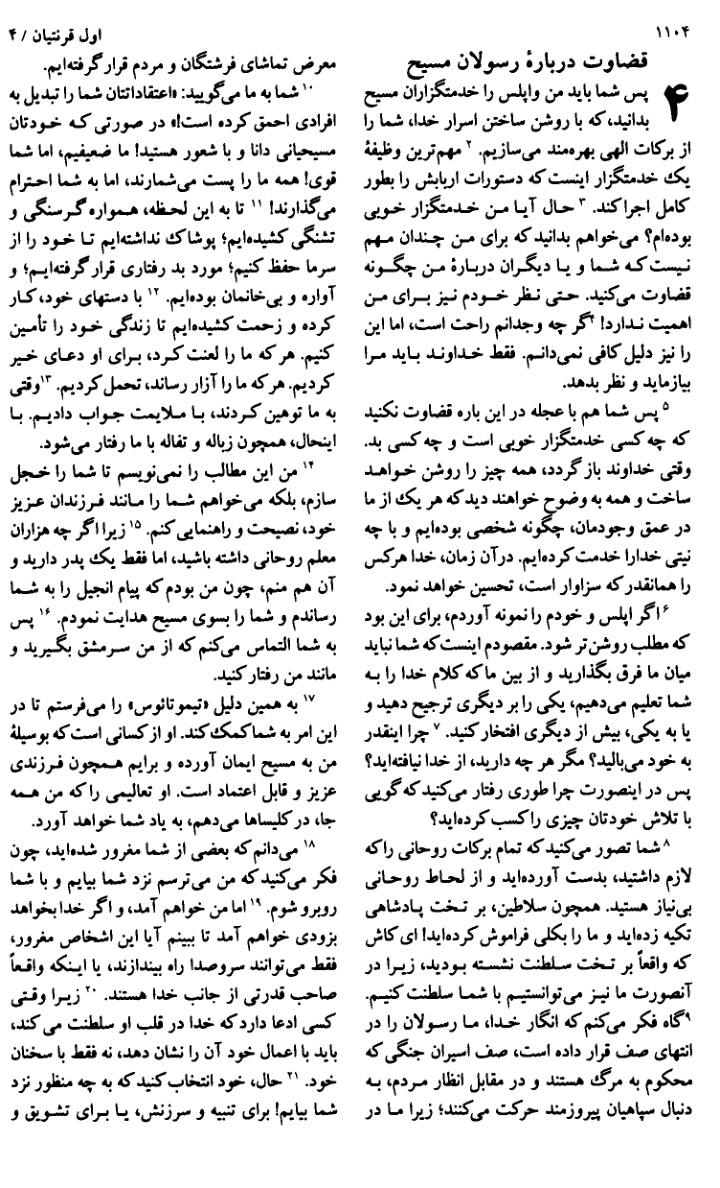 ۱۱۰۴
اول قرنتیان / ۴
قضاوت دربارهٔ رسولان مسیح
۴
پس شما باید من واپلس را خدمتگزاران مسیح
بدانید، که با روشن ساختن اسرار خدا، شما را
از برکات الهی بهره‌مند می‌سازیم. ۲ مهم‌ترین وظیفهٔ
یک خدمتگزار اینست که دستورات اربابش را بطور
کامل اجرا کند. ۳ حال آیا من خدمتگزار خوبی
بوده‌ام؟ می‌خواهم بدانید که برای من چندان مهم
نیست که شما و یا دیگران دربارهٔ من چگونه
قضاوت می‌کنید. حتی نظر خودم نیز برای من
اهمیت ندارد! ۴گر چه وجدانم راحت است، اما این
را نیز دلیل کافی نمی‌دانم. فقط خداوند باید مرا
بیازماید و نظر بدهد.
۵ پس شما هم با عجله در این باره قضاوت نکنید
که چه کسی خدمتگزار خوبی است و چه کسی بد.
وقتی خداوند باز گردد، همه چیز را روشن خواهد
ساخت و همه به وضوح خواهند دید که هر یک از ما
در عمق وجودمان، چگونه شخصی بوده‌ایم و با چه
نیتی خدارا خدمت کرده‌ایم. درآن زمان، خدا هرکس
را همانقدر که سزاوار است، تحسین خواهد نمود.
۶ اگر اپلس و خودم را نمونه آوردم، برای این بود
که مطلب روشن‌تر شود. مقصودم اینست که شما نباید
میان ما فرق بگذارید و از بین ما که کلام خدا را به
شما تعلیم می‌دهیم، یکی را بر دیگری ترجیح دهید و
یا به یکی، بیش از دیگری افتخار کنید. ۷ چرا اینقدر
به خود می‌بالید؟ مگر هر چه دارید، از خدا نیافته‌اید؟
پس در اینصورت چرا طوری رفتار می‌کنید که گویی
با تلاش خودتان چیزی را کسب کرده‌اید؟
۸ شما تصور می‌کنید که تمام برکات روحانی را که
لازم داشتید، بدست آورده‌اید و از لحاظ روحانی
بی‌نیاز هستید. همچون سلاطین، بر تخت پادشاهی
تکیه زده‌اید و ما را بکلی فراموش کرده‌اید! ای کاش
که واقعاً بر تخت سلطنت نشسته بودید، زیرا در
آنصورت ما نیز می‌توانستیم با شما سلطنت کنیم.
۹گاه فکر می‌کنم که انگار خدا، ما رسولان را در
انتهای صف قرار داده است، صف اسیران جنگی که
محکوم به مرگ هستند و در مقابل انظار مردم، به
دنبال سپاهیان پیروزمند حرکت می‌کنند؛ زیرا ما در
معرض تماشای فرشتگان و مردم قرار گرفته‌ایم.
۱۰ شما به ما می‌گویید: «اعتقاداتتان شما را تبدیل به
افرادی احمق کرده است!» در صورتی که خودتان
مسیحیانی دانا و با شعور هستید! ما ضعیفیم، اما شما
قوی! همه ما را پست می‌شمارند، اما به شما احترام
می‌گذارند! ۱۱ تا به این لحظه، همواره گرسنگی و
تشنگی کشیده‌ایم؛ پوشاک نداشته‌ایم تا خود را از
سرما حفظ کنیم؛ مورد بد رفتاری قرار گرفته‌ایم؛ و
آواره و بی‌خانمان بوده‌ایم. ۱۲ با دستهای خود، کار
کرده و زحمت کشیده‌ایم تا زندگی خود را تأمین
کنیم. هر که ما را لعنت کرد، برای او دعای خیر
کردیم. هر که ما را آزار رساند، تحمل کردیم. ۱۳وقتی
به ما توهین کردند، با ملایمت جواب دادیم. با
اینحال، همچون زباله و تفاله با ما رفتار می‌شود.
۱۴ من این مطالب را نمی‌نویسم تا شما را خجل
سازم، بلکه می‌خواهم شما را مانند فرزندان عزیز
خود، نصیحت و راهنمایی کنم. ۱۵ زیرا اگر چه هزاران
معلم روحانی داشته باشید، اما فقط یک پدر دارید و
آن هم منم، چون من بودم که پیام انجیل را به شما
رساندم و شما را بسوی مسیح هدایت نمودم. ۱۶ پس
به شما التماس می‌کنم که از من سرمشق بگیرید و
مانند من رفتار کنید.
۱۷ به همین دلیل «تیموتائوس» را می‌فرستم تا در
این امر به شما کمک کند. او از کسانی است که بوسیلهٔ
من به مسیح ایمان آورده و برایم همچون فرزندی
عزیز و قابل اعتماد است. او تعالیمی را که من همه
جا، در کلیساها می‌دهم، به یاد شما خواهد آورد.
۱۸ می‌دانم که بعضی از شما مغرور شده‌اید، چون
فکر می‌کنید که من می‌ترسم نزد شما بیایم و با شما
روبرو شوم. ۱۹ اما من خواهم آمد، و اگر خدا بخواهد
بزودی خواهم آمد تا ببینم آیا این اشخاص مغرور،
فقط می‌توانند سروصدا راه بیندازند، یا اینکه واقعاً
صاحب قدرتی از جانب خدا هستند. ۲۰ زیرا وقتی
کسی ادعا دارد که خدا در قلب او سلطنت می کند،
باید با اعمال خود آن را نشان دهد، نه فقط با سخنان
خود. ۲۱ حال، خود انتخاب کنید که به چه منظور نزد
شما بیایم! برای تنبیه و سرزنش، یا برای تشویق و